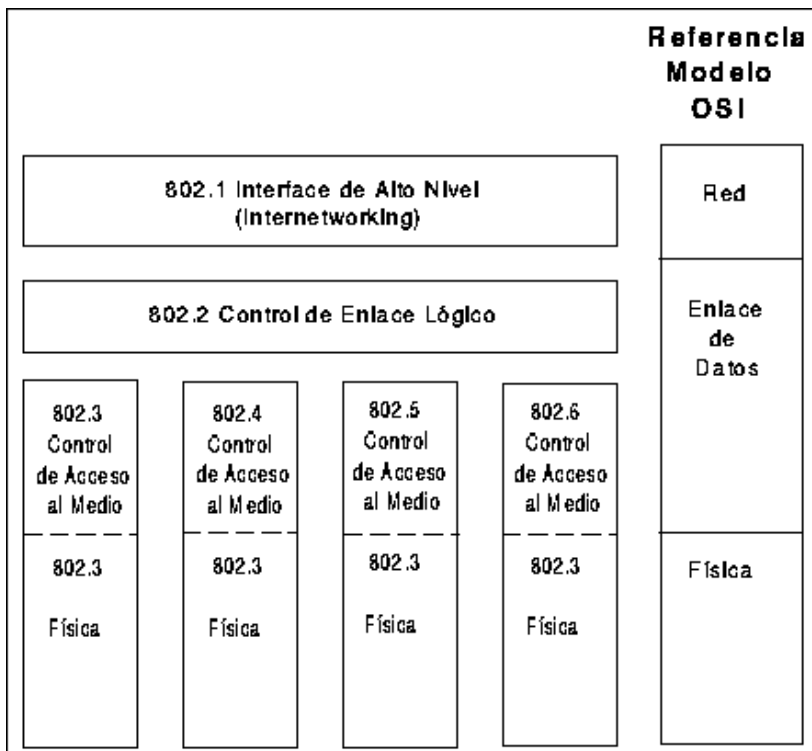 Referencia
Modelo
OSI
802.1 Interface de Alto Nivel
(Internetworking)
Red
802.2 Control de Enlace Lógico
Enlace
de
Datos
802.3
Control
de Acceso
al Medio
802.4
Control
de Acceso
al Medio
802.5
Control
de Acceso
al Medio
802.6
Control
de Acceso
al Medio
802.3
Física
802.3
Física
802.3
Física
802.3
Física
Física